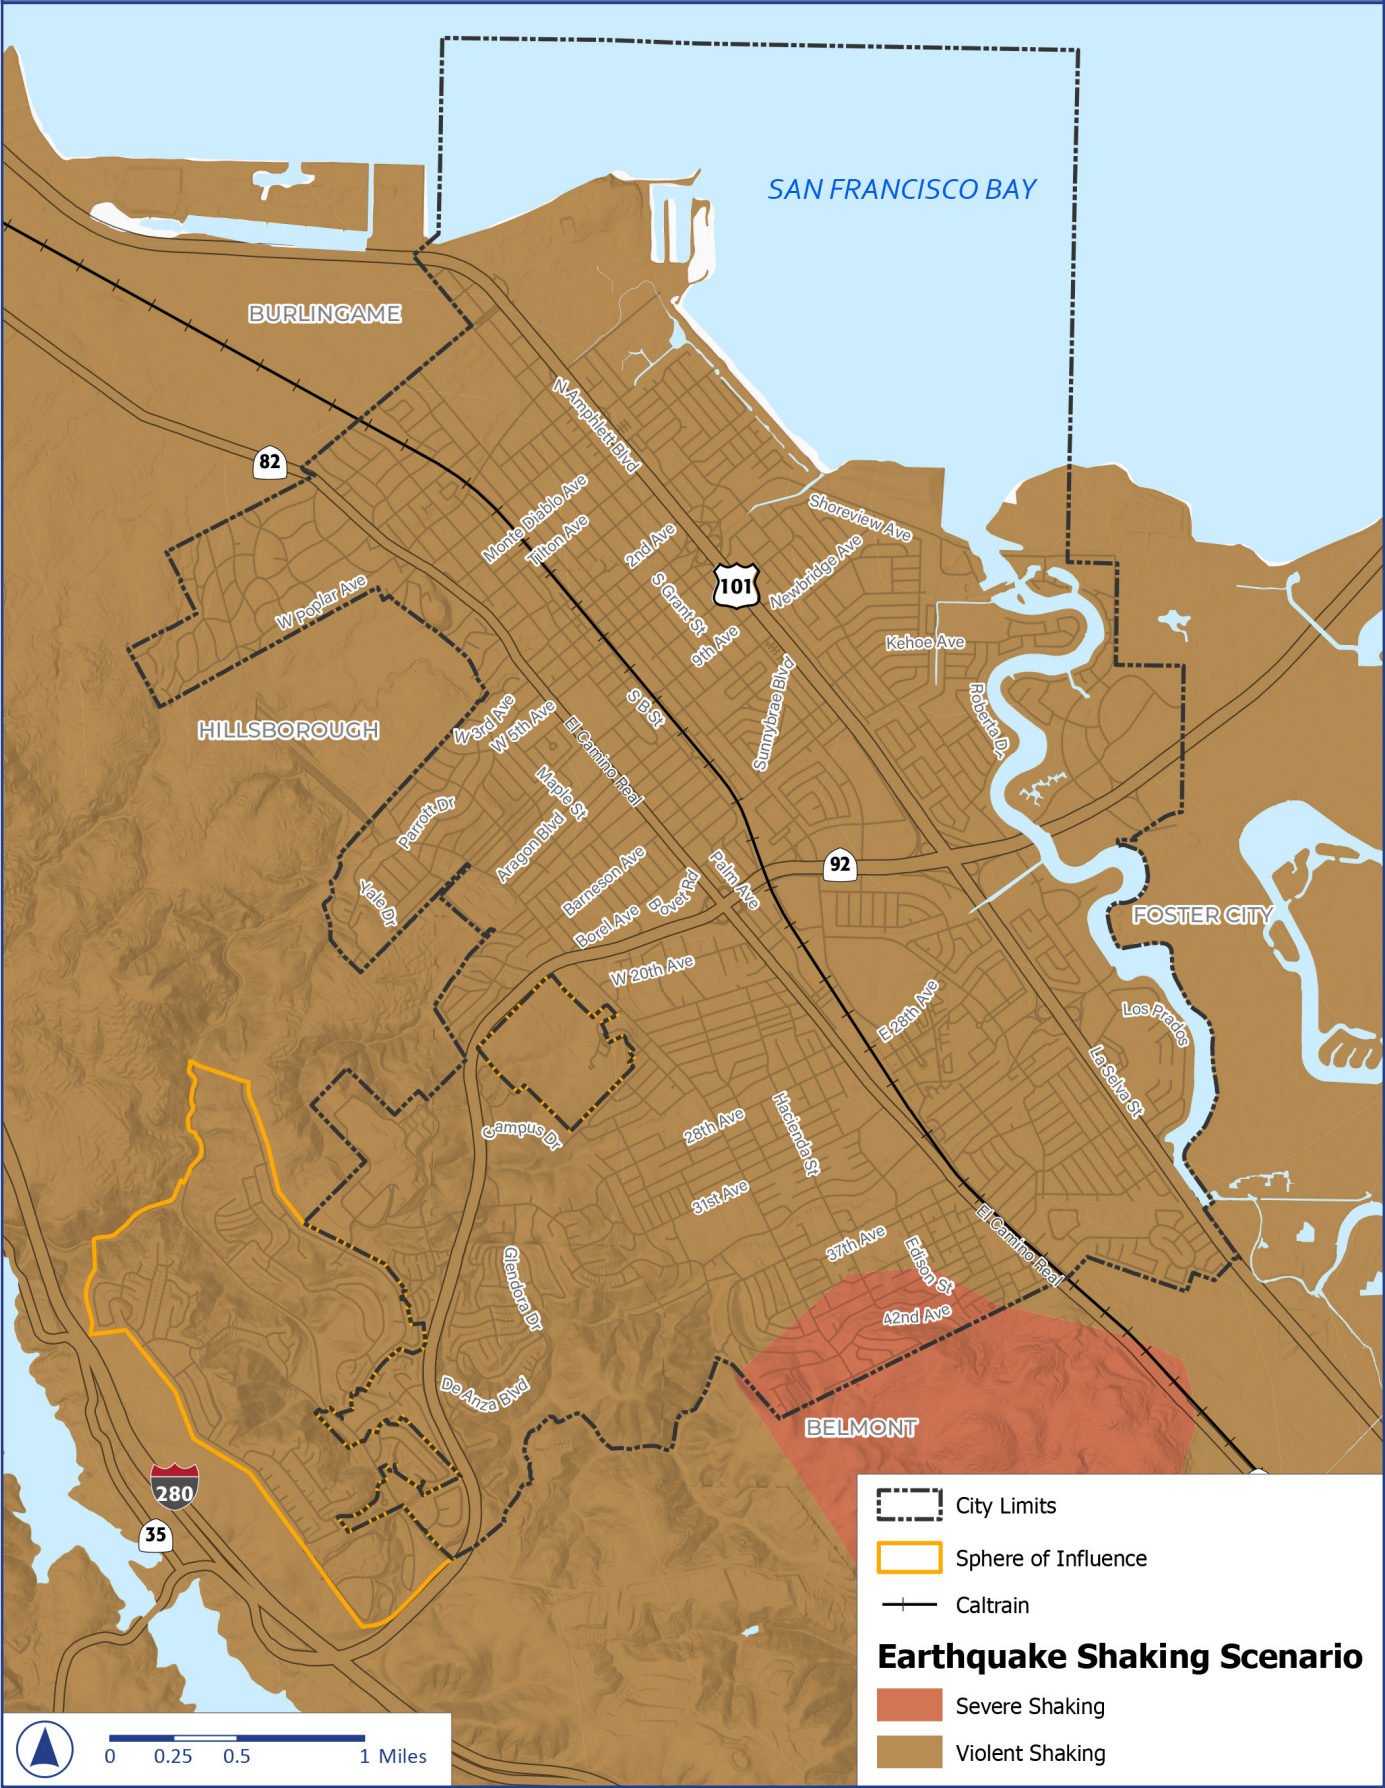 SAN FRANCISCO BAY
BURLINGAME
N Amphlett Blvd
82
Monte Diablo Ave
Tilton Ave
2nd Ave
Shoreview Ave
101
Newbridge Ave
W Poplar Ave
S Grant St
9th Ave
Kehoe Ave
Sunnybrae Blvd
Roberta Dr
HILLSBOROUGH
W 3rd Ave
W 5th Ave
S B St
El Camino Real
Maple St
Parrott Dr
Aragon Blvd
92
Palm Ave
Barneson Ave
Bovet Rd
Yale Dr
Borel Ave
FOSTER CITY
W 20th Ave
E 28th Ave
Los Prados
La Selva St
Campus Dr
28th Ave
Hacienda St
31st Ave
37th Ave
Edison St
El Camino Real
Glendora Dr
42nd Ave
De Anza Blvd
BELMONT
280
35
City Limits
Sphere of Influence
Caltrain
Earthquake Shaking Scenario
Severe Shaking
Violent Shaking
0 0.25 0.5 1 Miles